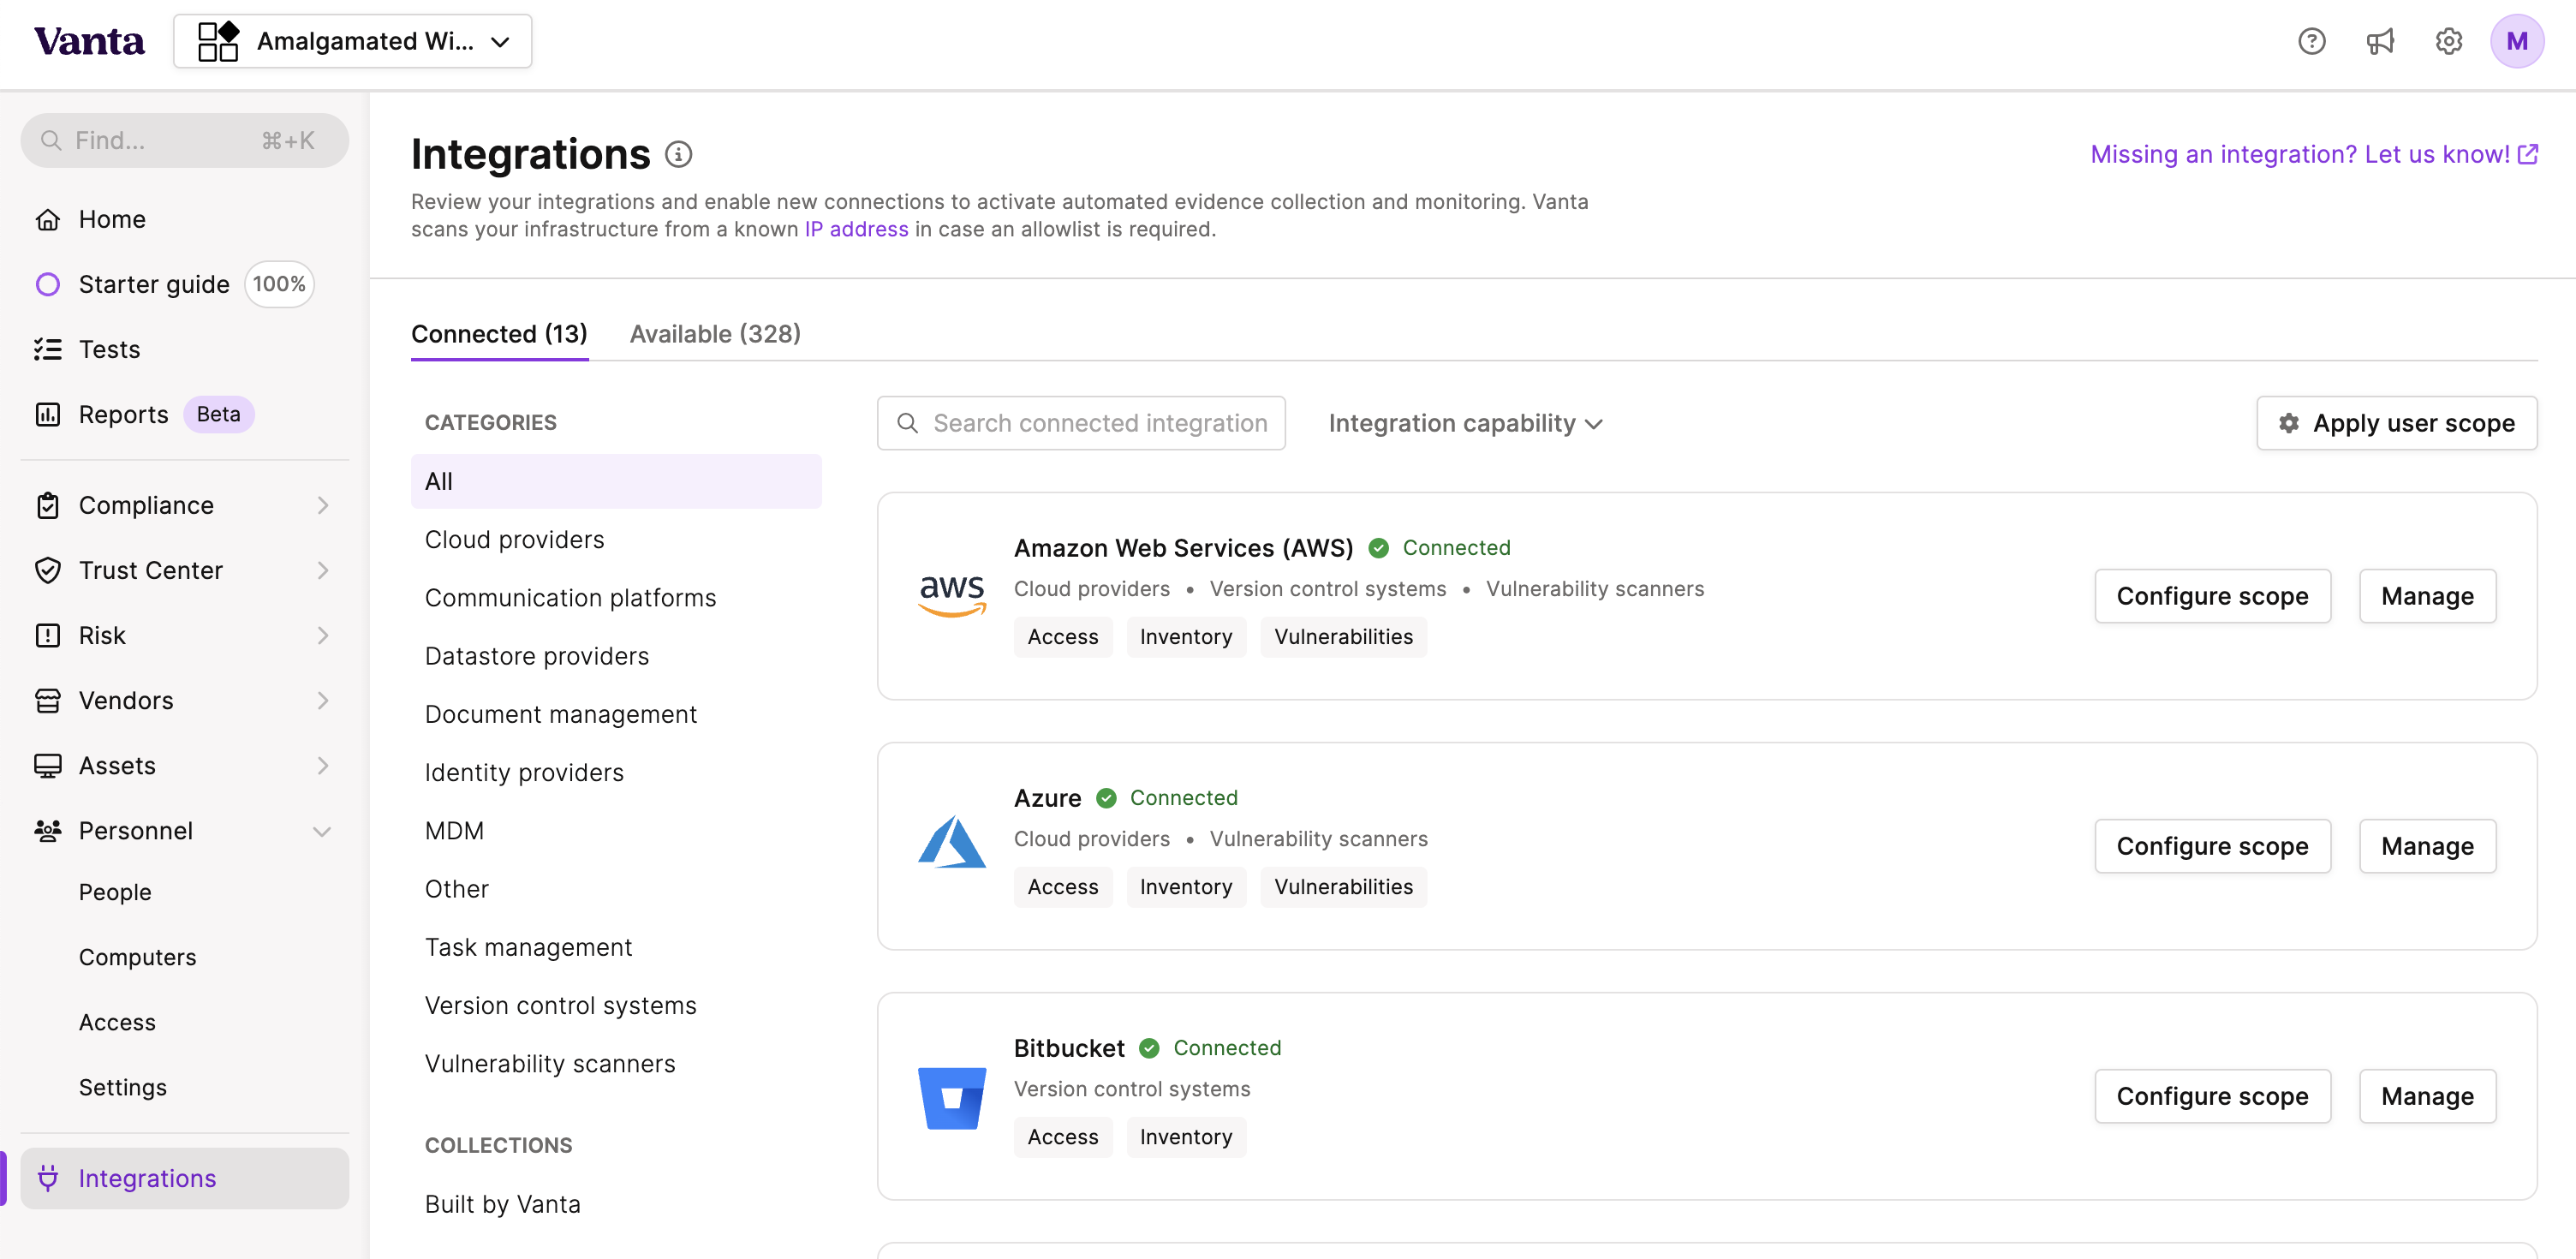 Vanta
Amalgamated Wi...
M
Find... ⌘+K
Home
Starter guide 100%
Tests
Reports Beta
Compliance
Trust Center
Risk
Vendors
Assets
Personnel
People
Computers
Access
Settings
Integrations
Integrations
Missing an integration? Let us know!
Review your integrations and enable new connections to activate automated evidence collection and monitoring. Vanta
scans your infrastructure from a known IP address in case an allowlist is required.
Connected (13) Available (328)
CATEGORIES
All
Cloud providers
Communication platforms
Datastore providers
Document management
Identity providers
MDM
Other
Task management
Version control systems
Vulnerability scanners
COLLECTIONS
Built by Vanta
Search connected integration
Integration capability
Apply user scope
aws
Amazon Web Services (AWS) Connected
Cloud providers • Version control systems • Vulnerability scanners
Access Inventory Vulnerabilities
Configure scope Manage
Azure Connected
Cloud providers • Vulnerability scanners
Access Inventory Vulnerabilities
Configure scope Manage
Bitbucket Connected
Version control systems
Access Inventory
Configure scope Manage